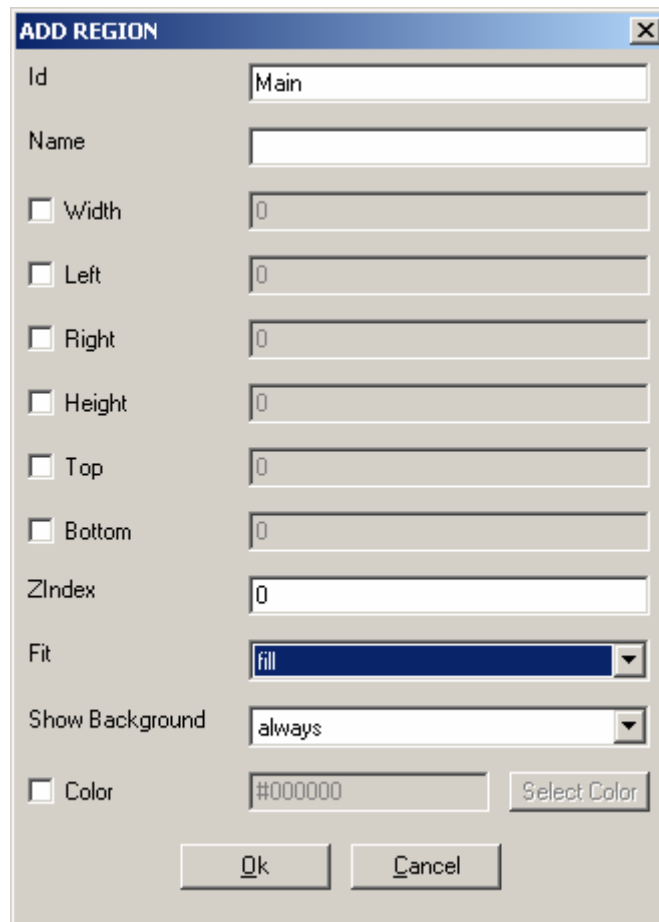 ADD REGION
Id Main
Name
Width 0
Left 0
Right 0
Height 0
Top 0
Bottom 0
ZIndex 0
Fit fill
Show Background always
Color #000000 Select Color
Ok Cancel